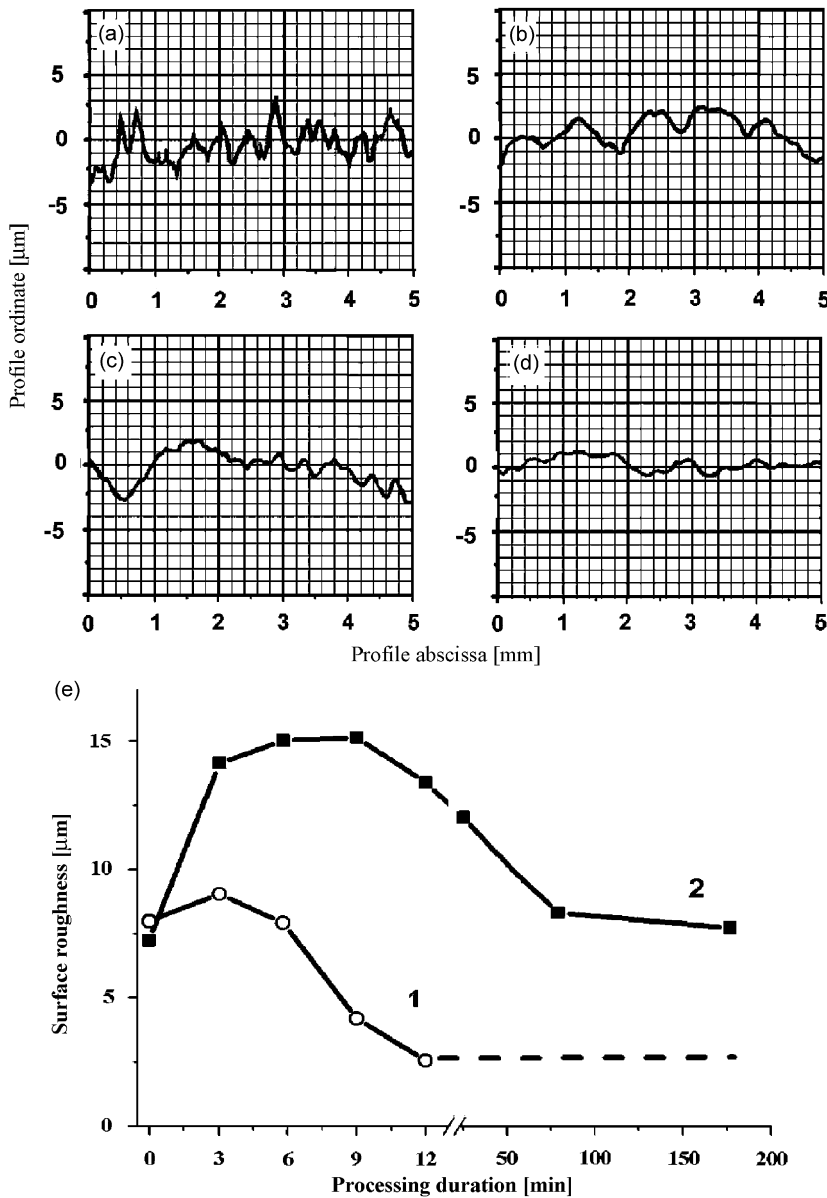 (a)
(b)
5
0
-5
0 1 2 3 4 5
5
0
-5
0 1 2 3 4 5
Profile ordinate [μm]
(c)
(d)
5
0
-5
0 1 2 3 4 5
5
0
-5
0 1 2 3 4 5
Profile abscissa [mm]
(e)
Surface roughness [μm]
15
10
5
0
2
1
0 3 6 9 12 50 100 150 200
Processing duration [min]